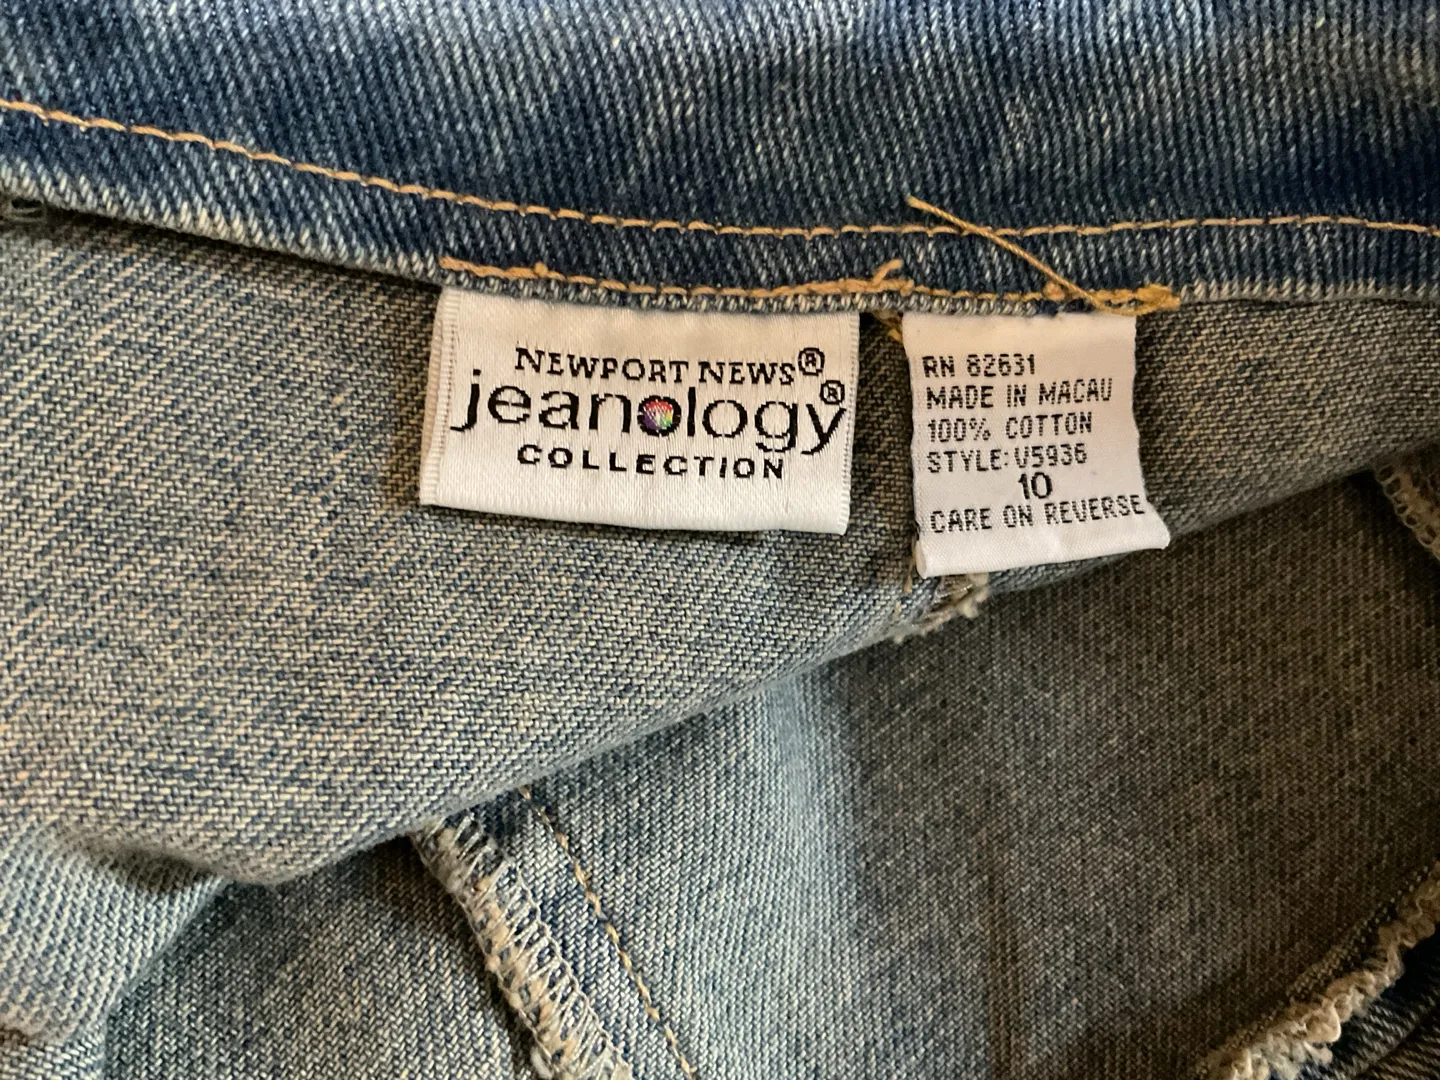 NEWPORT NEWS®
jeanology®
COLLECTION
RN 82631
MADE IN MACAU
100% COTTON
STYLE: U5936
10
CARE ON REVERSE